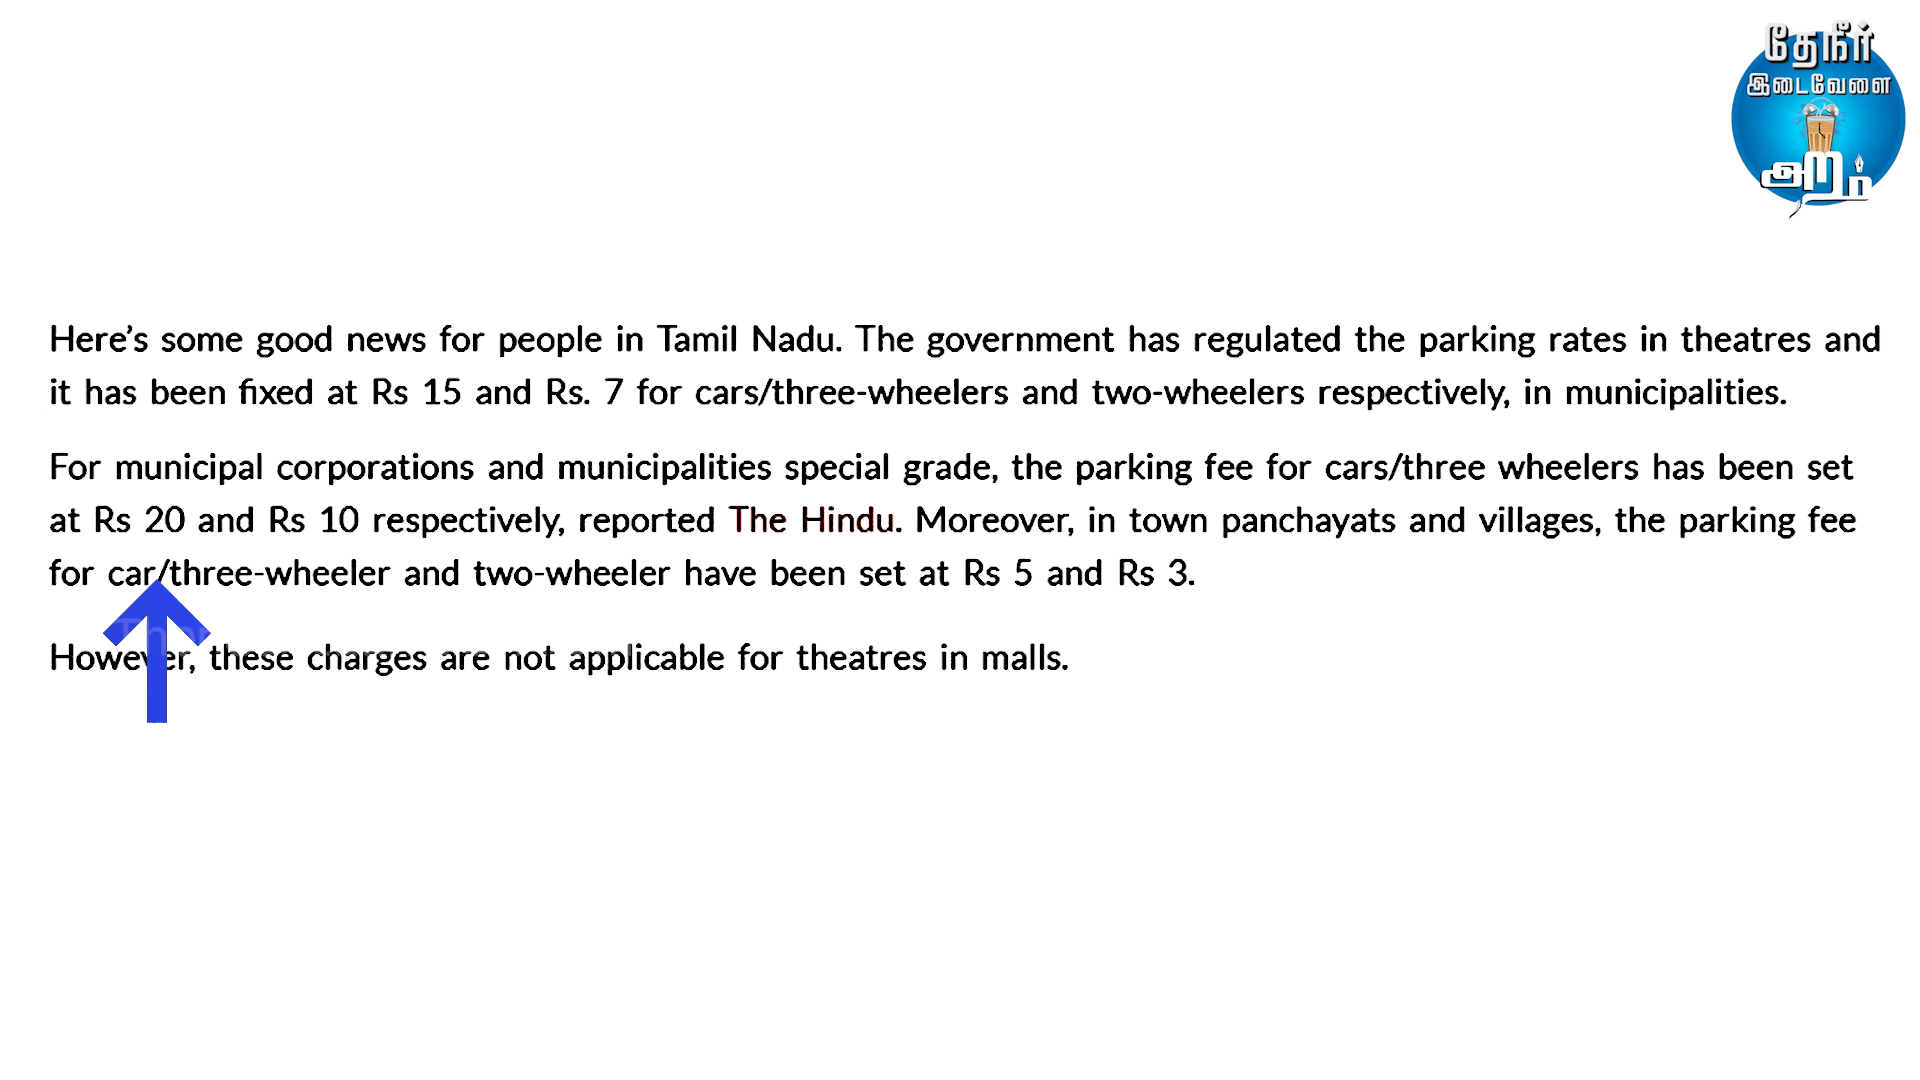 தேநீர்
இடைவேளை
அறம்
Here’s some good news for people in Tamil Nadu. The government has regulated the parking rates in theatres and
it has been fixed at Rs 15 and Rs. 7 for cars/three-wheelers and two-wheelers respectively, in municipalities.
For municipal corporations and municipalities special grade, the parking fee for cars/three wheelers has been set
at Rs 20 and Rs 10 respectively, reported The Hindu. Moreover, in town panchayats and villages, the parking fee
for car/three-wheeler and two-wheeler have been set at Rs 5 and Rs 3.
However, these charges are not applicable for theatres in malls.